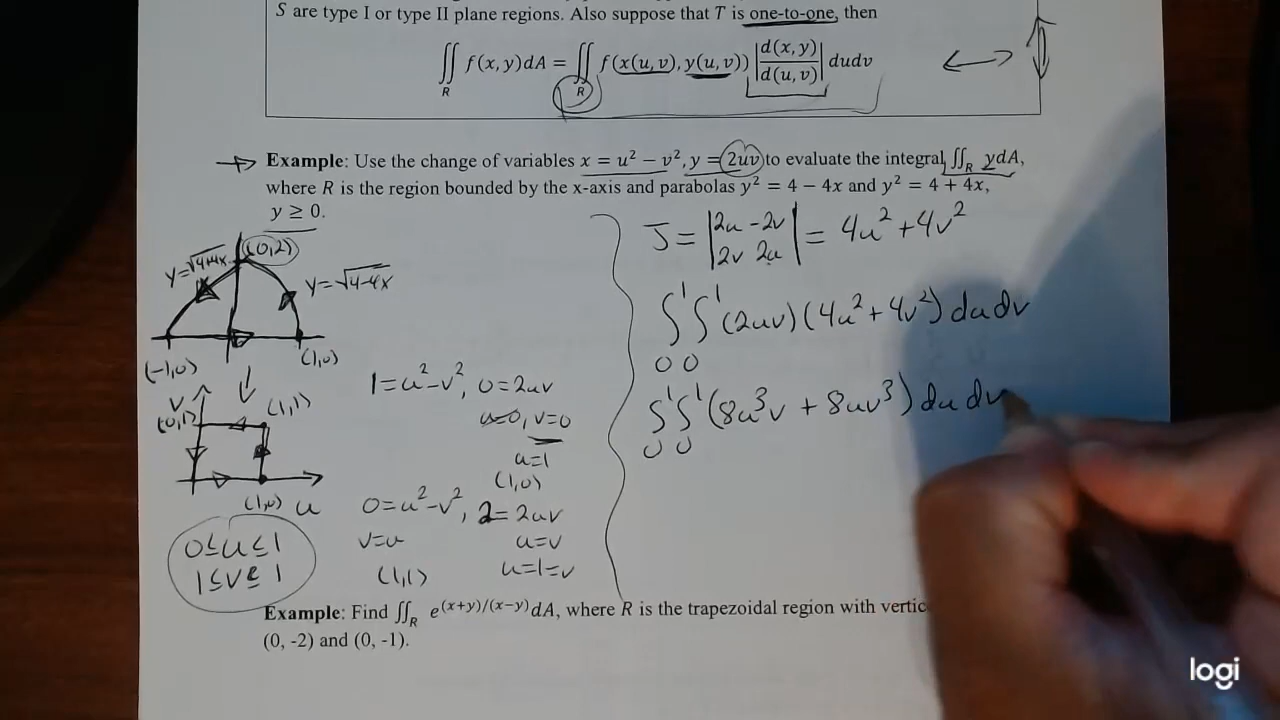 S are type I or type II plane regions. Also suppose that T is one-to-one, then
∬_R f(x, y)dA = ∬_R f(x(u, v), y(u, v)) |d(x, y)/d(u, v)| dudv
Example: Use the change of variables x = u² − v², y = 2uv to evaluate the integral ∬_R ydA,
where R is the region bounded by the x-axis and parabolas y² = 4 − 4x and y² = 4 + 4x,
y ≥ 0.
y=√4+4x
(0,2)
y=√4-4x
(-1,0)
(1,0)
v
(0,1)
(1,1)
(1,0) u
0≤u≤1
1≤v≤1
1=u²-v², 0=2uv
u=0, v=0
u=1
(1,0)
0=u²-v², 2=2uv
v=u u=v
(1,1) u=1=v
J = |2u -2v| = 4u²+4v²
|2v 2u|
∫₀¹∫₀¹ (2uv)(4u²+4v²) du dv
∫₀¹∫₀¹ (8u³v + 8uv³) du dv
Example: Find ∬_R e^(x+y)/(x−y) dA, where R is the trapezoidal region with
(0, -2) and (0, -1).
logi